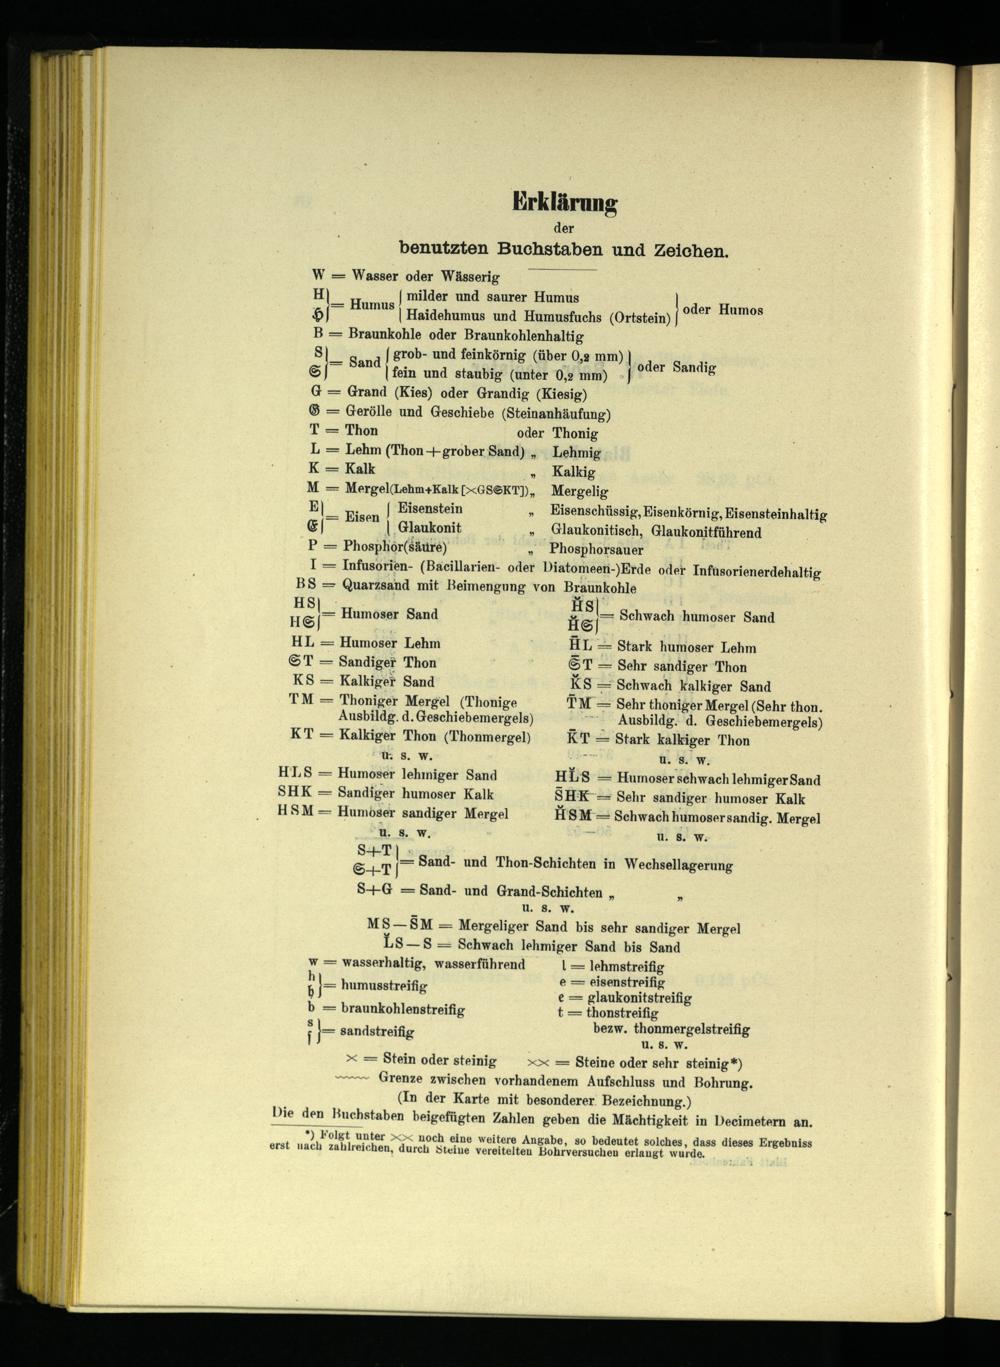 Erklärung
der
benutzten Buchstaben und Zeichen.
W = Wasser oder Wässerig
H ℌ } = Humus { milder und saurer Humus
Haidehumus und Humusfuchs (Ortstein) } oder Humos
B = Braunkohle oder Braunkohlenhaltig
S 𝔖 } = Sand { grob- und feinkörnig (über 0,2 mm)
fein und staubig (unter 0,2 mm) } oder Sandig
G = Grand (Kies) oder Grandig (Kiesig)
𝔊 = Gerölle und Geschiebe (Steinanhäufung)
T = Thon oder Thonig
L = Lehm (Thon+grober Sand) „ Lehmig
K = Kalk „ Kalkig
M = Mergel(Lehm+Kalk[×GS𝔖KT])„ Mergelig
E 𝔈 } = Eisen { Eisenstein „ Eisenschüssig, Eisenkörnig, Eisensteinhaltig
Glaukonit „ Glaukonitisch, Glaukonitführend
P = Phosphor(säure) „ Phosphorsauer
I = Infusorien- (Bacillarien- oder Diatomeen-)Erde oder Infusorienerdehaltig
BS = Quarzsand mit Beimengung von Braunkohle
HS H𝔖 } = Humoser Sand
H̆S H̆𝔖 } = Schwach humoser Sand
HL = Humoser Lehm
H̄L = Stark humoser Lehm
𝔖T = Sandiger Thon
𝔖̄T = Sehr sandiger Thon
KS = Kalkiger Sand
K̆S = Schwach kalkiger Sand
TM = Thoniger Mergel (Thonige
Ausbildg. d. Geschiebemergels)
T̄M = Sehr thoniger Mergel (Sehr thon.
Ausbildg. d. Geschiebemergels)
KT = Kalkiger Thon (Thonmergel)
K̄T = Stark kalkiger Thon
u. s. w.
u. s. w.
HLS = Humoser lehmiger Sand
HL̆S = Humoser schwach lehmiger Sand
SHK = Sandiger humoser Kalk
S̄HK = Sehr sandiger humoser Kalk
HSM = Humoser sandiger Mergel
H̆SM = Schwach humoser sandig. Mergel
u. s. w.
u. s. w.
S+T 𝔖+T } = Sand- und Thon-Schichten in Wechsellagerung
S+G = Sand- und Grand-Schichten „ „
u. s. w.
MS—S̄M = Mergeliger Sand bis sehr sandiger Mergel
L̆S—S = Schwach lehmiger Sand bis Sand
w = wasserhaltig, wasserführend
h 𝔥 } = humusstreifig
b = braunkohlenstreifig
s ſ } = sandstreifig
l = lehmstreifig
e = eisenstreifig
𝔢 = glaukonitstreifig
t = thonstreifig
bezw. thonmergelstreifig
u. s. w.
× = Stein oder steinig ×× = Steine oder sehr steinig*)
〰 Grenze zwischen vorhandenem Aufschluss und Bohrung.
(In der Karte mit besonderer Bezeichnung.)
Die den Buchstaben beigefügten Zahlen geben die Mächtigkeit in Decimetern an.
*) Folgt unter ×× noch eine weitere Angabe, so bedeutet solches, dass dieses Ergebniss
erst nach zahlreichen, durch Steine vereitelten Bohrversuchen erlangt wurde.